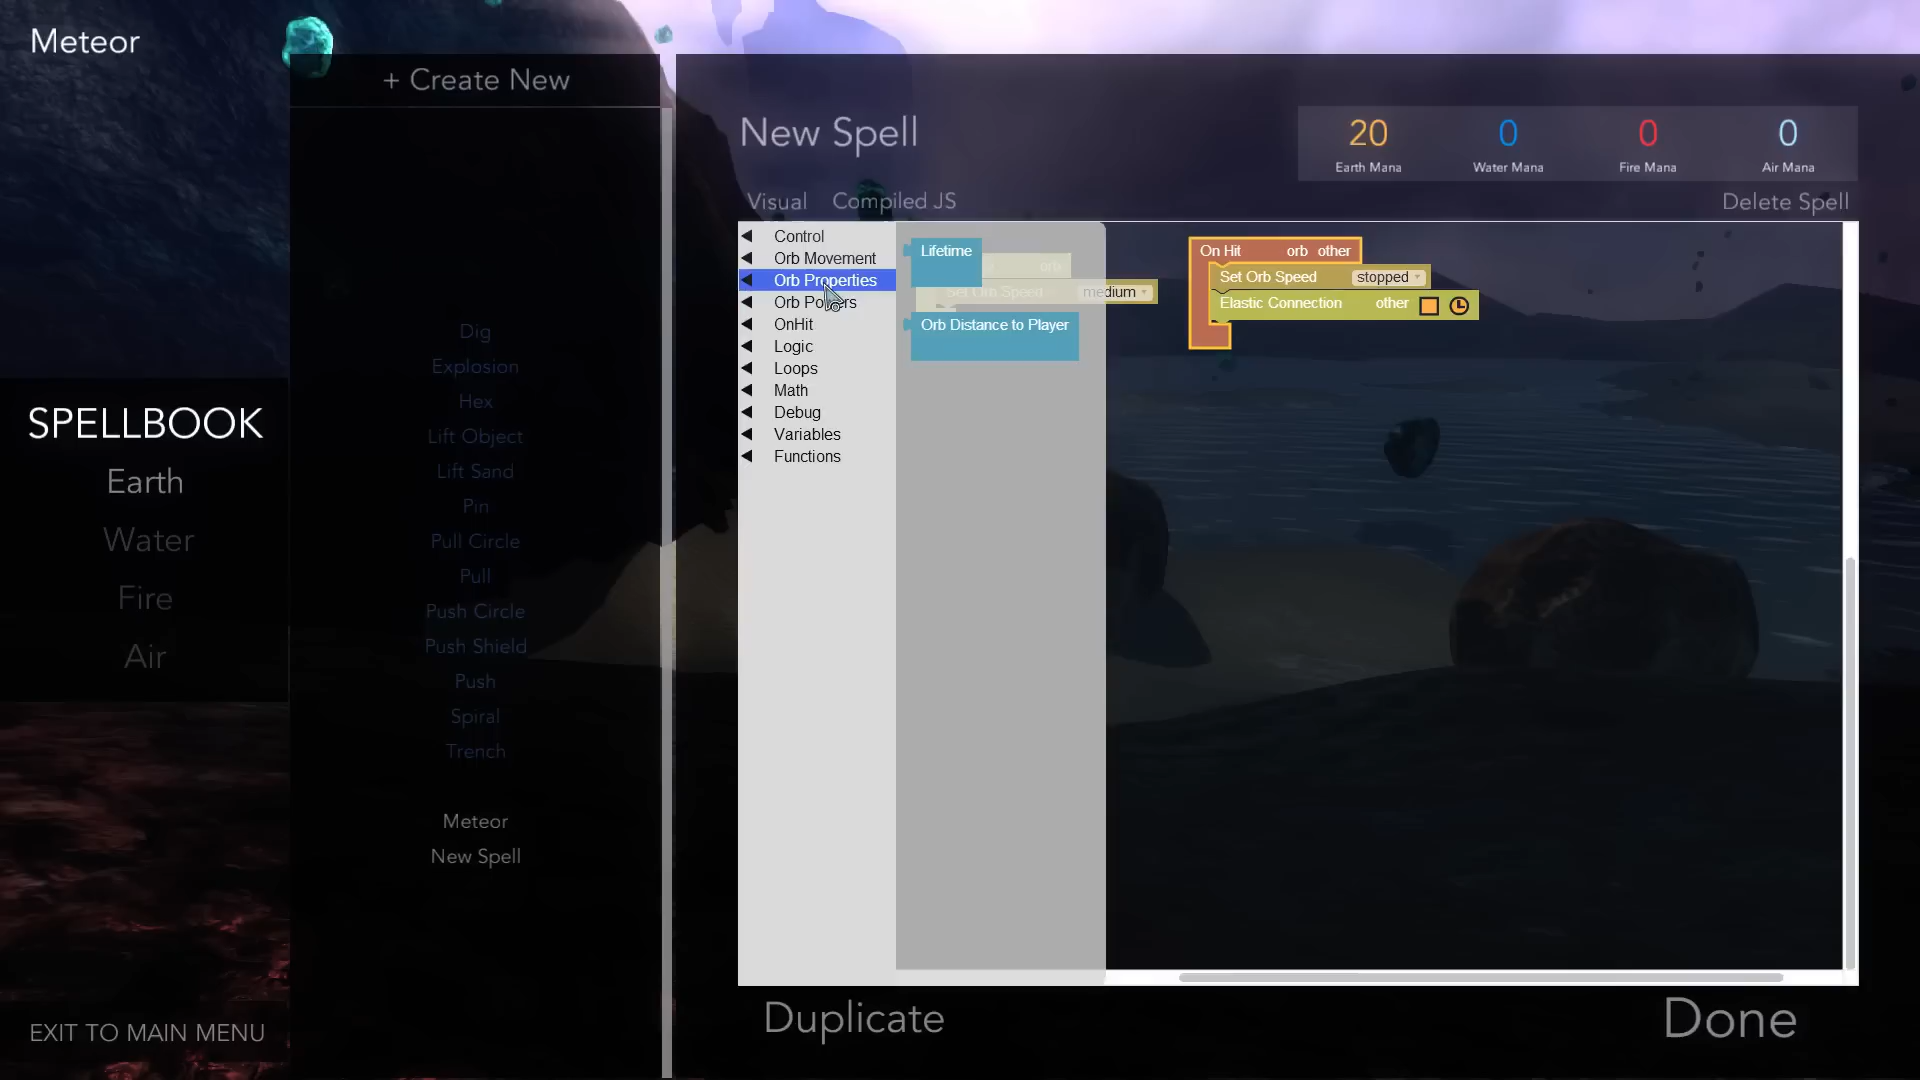 Meteor
+ Create New
New Spell
20
0
0
0
Earth Mana
Water Mana
Fire Mana
Air Mana
Visual
Compiled JS
Delete Spell
Control
Orb Movement
Orb Properties
Orb Powers
OnHit
Logic
Loops
Math
Debug
Variables
Functions
Lifetime
orb
Set Orb Speed medium
Orb Distance to Player
On Hit orb other
Set Orb Speed stopped
Elastic Connection other
SPELLBOOK
Earth
Water
Fire
Air
Dig
Explosion
Hex
Lift Object
Lift Sand
Pin
Pull Circle
Pull
Push Circle
Push Shield
Push
Spiral
Trench
Meteor
New Spell
EXIT TO MAIN MENU
Duplicate
Done